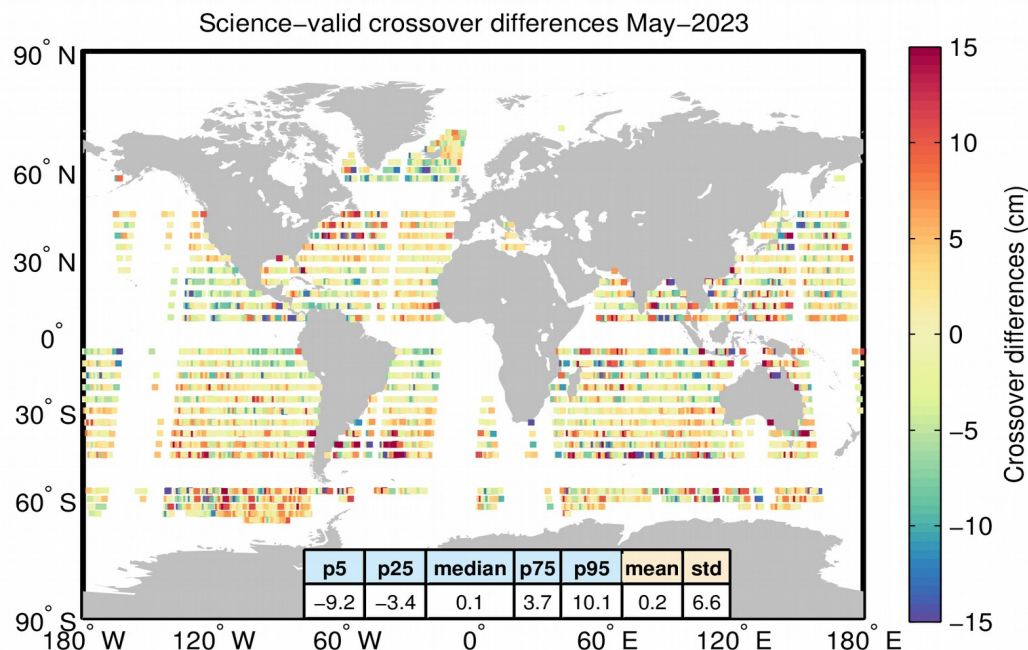 Science−valid crossover differences May−2023
90° N
60° N
30° N
0°
30° S
60° S
90° S
180° W
120° W
60° W
0°
60° E
120° E
180° E
p5 p25 median p75 p95 mean std
−9.2 −3.4 0.1 3.7 10.1 0.2 6.6
15
10
5
0
−5
−10
−15
Crossover differences (cm)